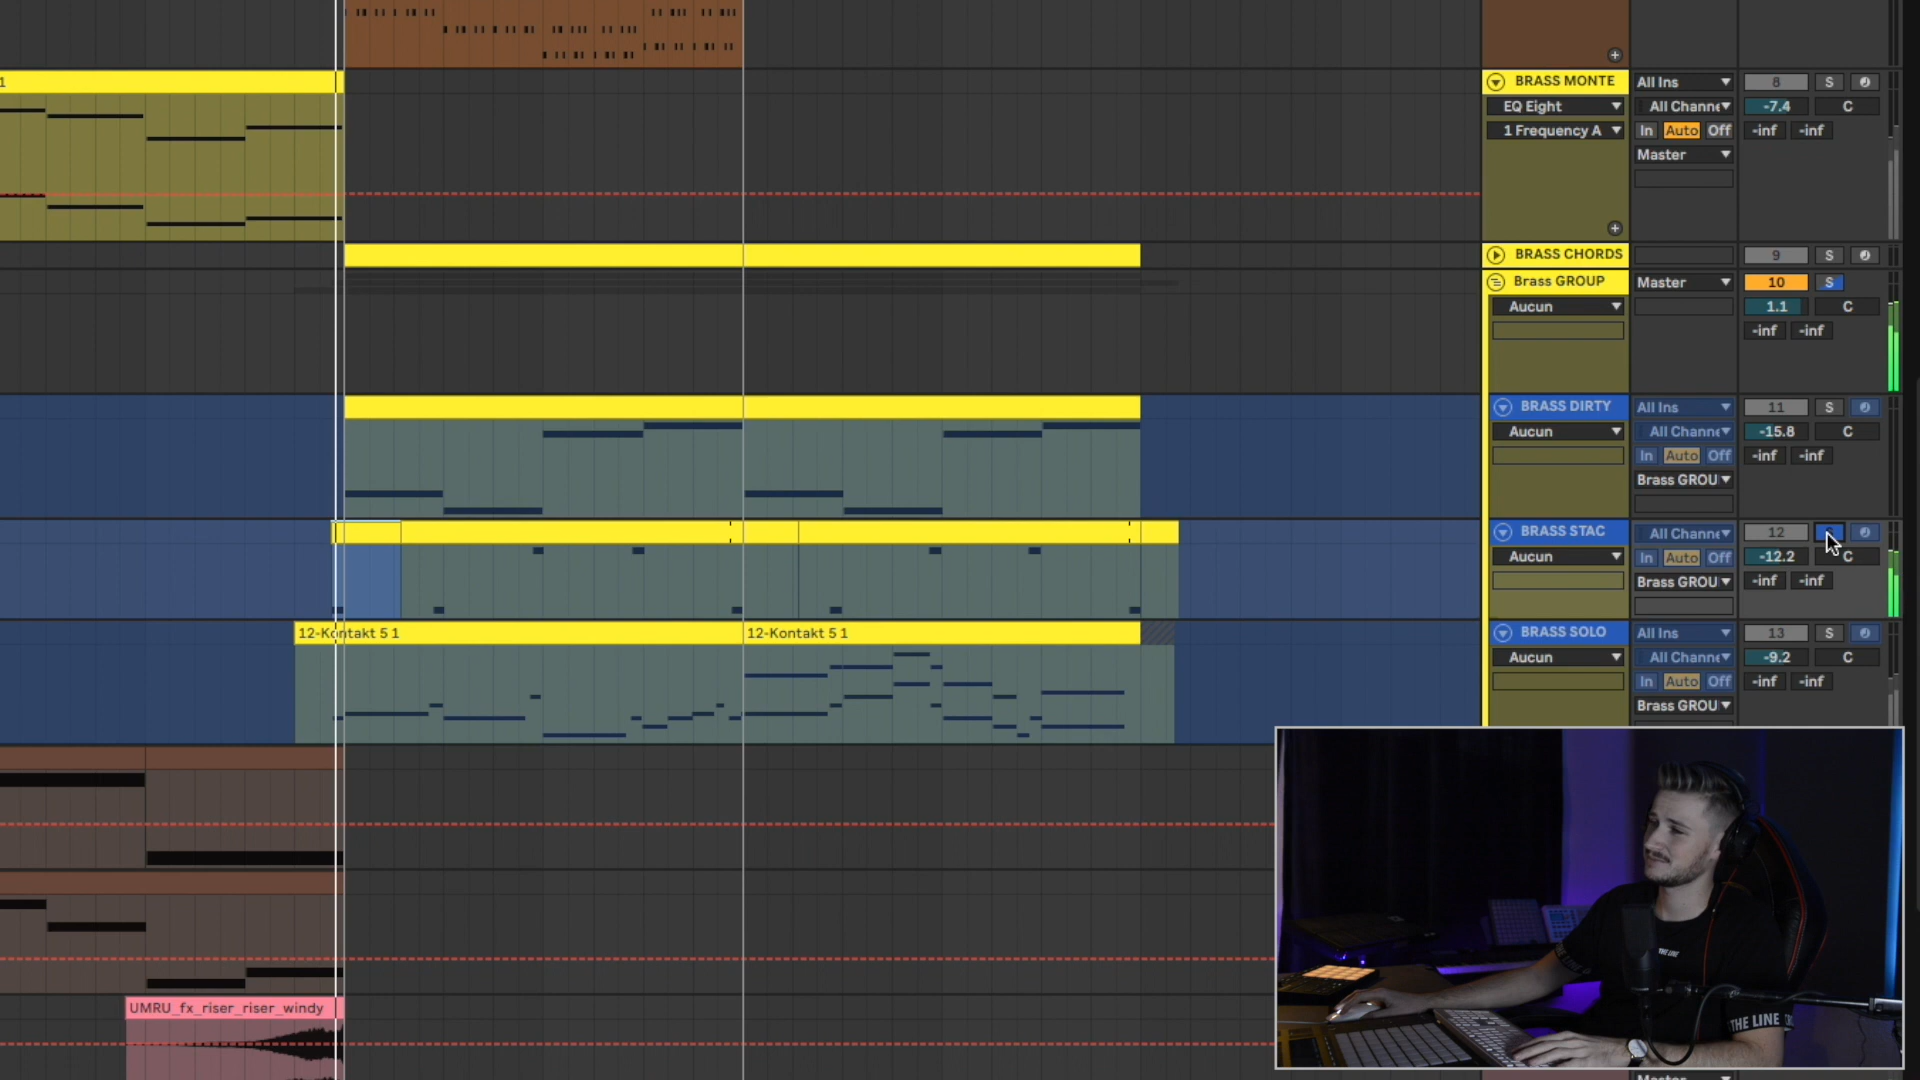 1
BRASS MONTE
All Ins
8
S
EQ Eight
All Channe
-7.4
C
1 Frequency A
In
Auto
Off
-inf
-inf
Master
BRASS CHORDS
9
S
Brass GROUP
Master
10
S
Aucun
1.1
C
-inf
-inf
BRASS DIRTY
All Ins
11
S
Aucun
All Channe
-15.8
C
In
Auto
Off
-inf
-inf
Brass GROU
BRASS STAC
All Channe
12
Aucun
In
Auto
Off
-12.2
C
Brass GROU
-inf
-inf
12-Kontakt 5 1
12-Kontakt 5 1
BRASS SOLO
All Ins
13
S
Aucun
All Channe
-9.2
C
In
Auto
Off
-inf
-inf
Brass GROU
UMRU_fx_riser_riser_windy
THE LINE
THE LINE